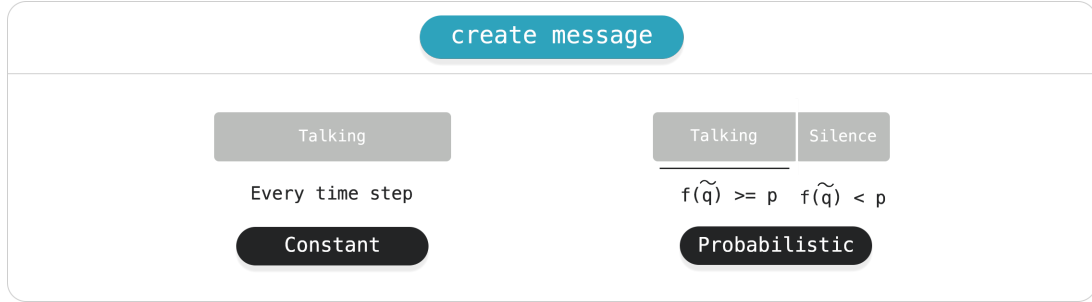 create message
Talking
Every time step
Constant
Talking Silence
f(q̃) >= p f(q̃) < p
Probabilistic